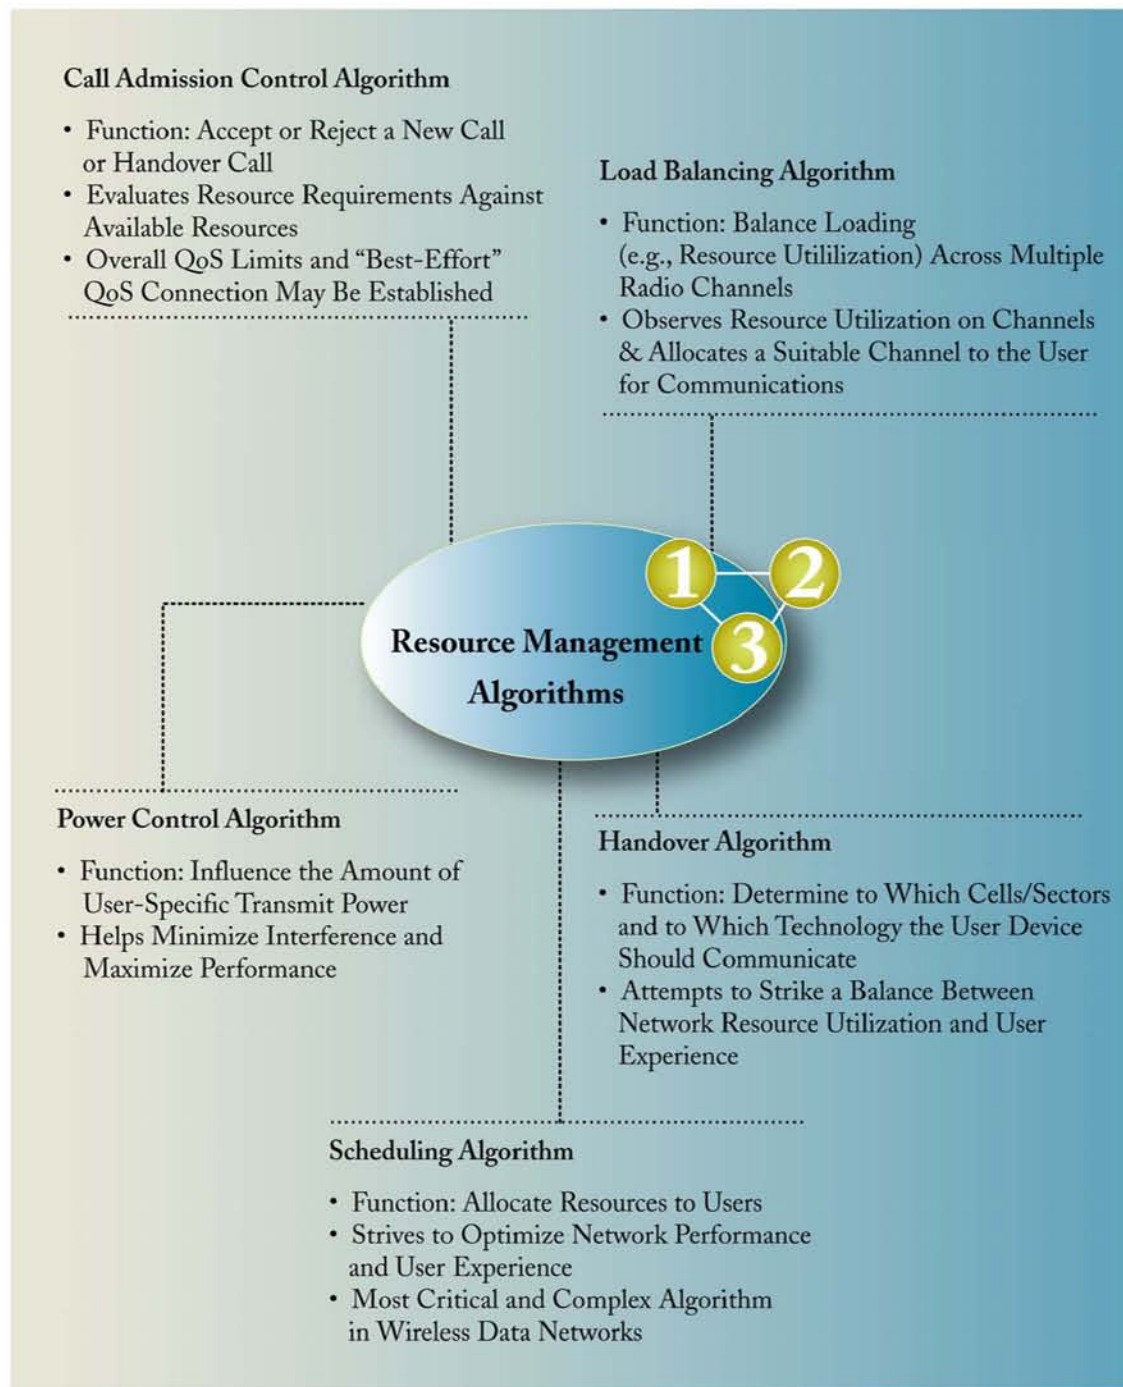 Call Admission Control Algorithm
• Function: Accept or Reject a New Call
or Handover Call
• Evaluates Resource Requirements Against
Available Resources
• Overall QoS Limits and “Best-Effort”
QoS Connection May Be Established
Load Balancing Algorithm
• Function: Balance Loading
(e.g., Resource Utililization) Across Multiple
Radio Channels
• Observes Resource Utilization on Channels
& Allocates a Suitable Channel to the User
for Communications
1 2
3
Resource Management
Algorithms
Power Control Algorithm
• Function: Influence the Amount of
User-Specific Transmit Power
• Helps Minimize Interference and
Maximize Performance
Handover Algorithm
• Function: Determine to Which Cells/Sectors
and to Which Technology the User Device
Should Communicate
• Attempts to Strike a Balance Between
Network Resource Utilization and User
Experience
Scheduling Algorithm
• Function: Allocate Resources to Users
• Strives to Optimize Network Performance
and User Experience
• Most Critical and Complex Algorithm
in Wireless Data Networks